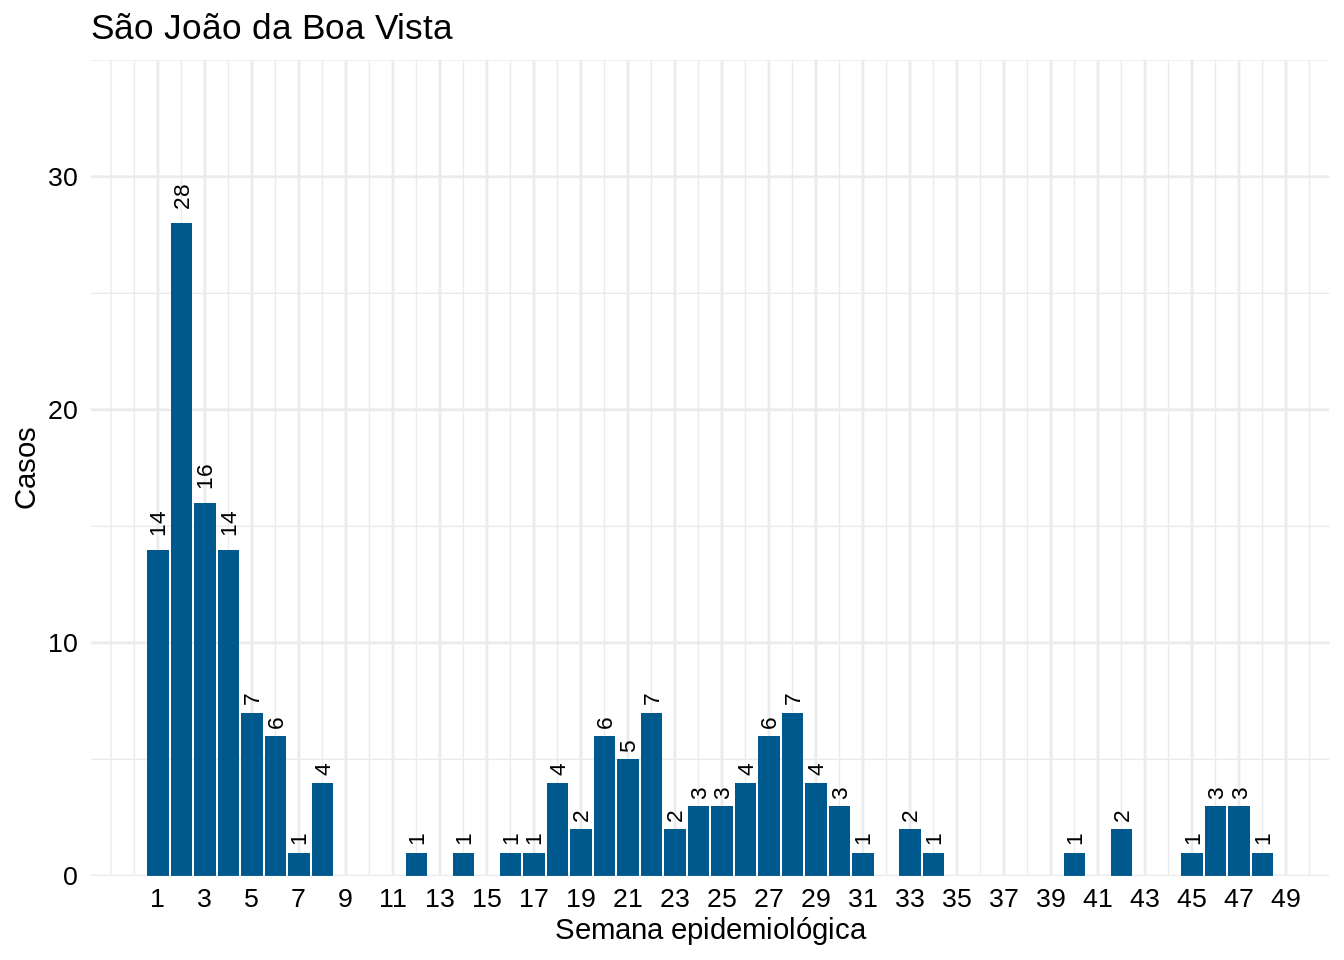 São João da Boa Vista
Casos
30
20
10
0
14 28 16 14 7 6 1 4 1 1 1 1 4 2 6 5 7 2 3 3 4 6 7 4 3 1 2 1 1 2 1 3 3 1
1 3 5 7 9 11 13 15 17 19 21 23 25 27 29 31 33 35 37 39 41 43 45 47 49
Semana epidemiológica